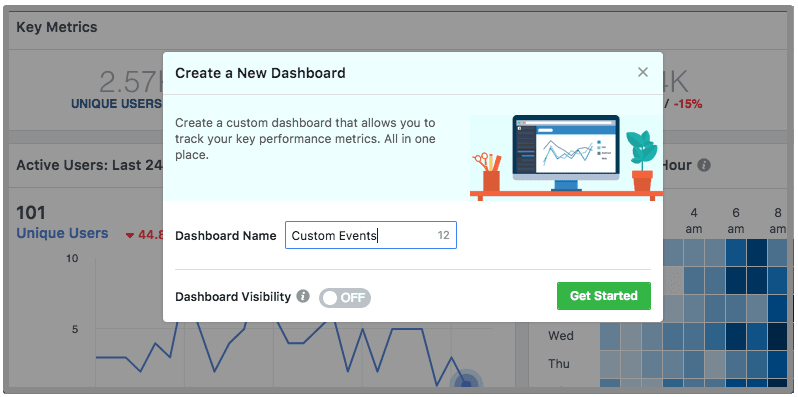 Key Metrics
2.57K
UNIQUE USERS
4K
/ -15%
Create a New Dashboard
Create a custom dashboard that allows you to
track your key performance metrics. All in one
place.
Dashboard Name
Custom Events
12
Dashboard Visibility
OFF
Get Started
Active Users: Last 24
Hour
101
Unique Users
44.8
10
5
4 am
6 am
8 am
Wed
Thu